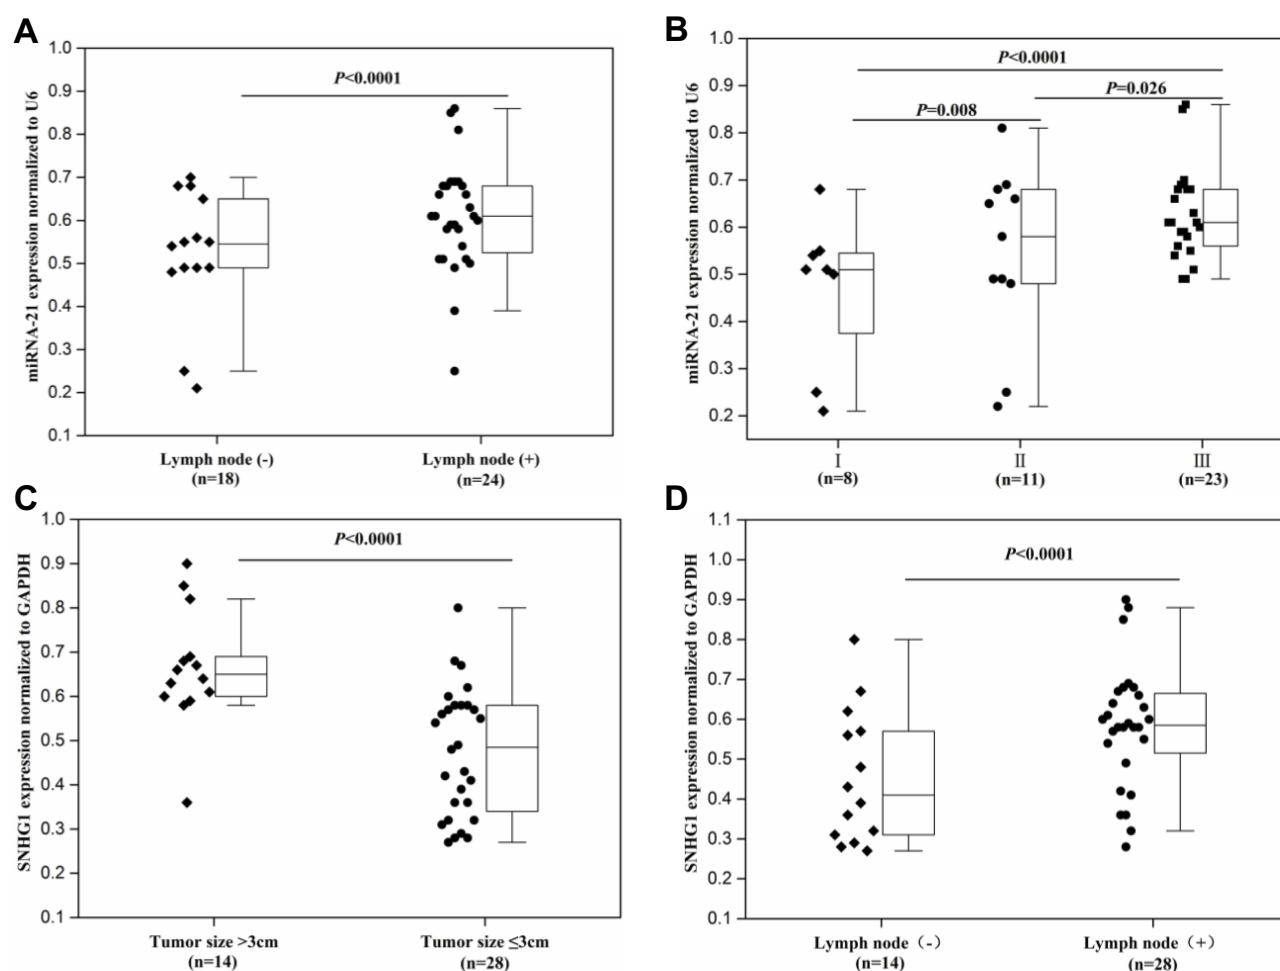 A
miRNA-21 expression normalized to U6
1.0
0.9
0.8
0.7
0.6
0.5
0.4
0.3
0.2
0.1
P<0.0001
Lymph node (-)
(n=18)
Lymph node (+)
(n=24)
B
miRNA-21 expression normalized to U6
1.0
0.9
0.8
0.7
0.6
0.5
0.4
0.3
0.2
P<0.0001
P=0.026
P=0.008
Ⅰ
(n=8)
Ⅱ
(n=11)
Ⅲ
(n=23)
C
SNHG1 expression normalized to GAPDH
1.0
0.9
0.8
0.7
0.6
0.5
0.4
0.3
0.2
0.1
P<0.0001
Tumor size >3cm
(n=14)
Tumor size ≤3cm
(n=28)
D
SNHG1 expression normalized to GAPDH
1.1
1.0
0.9
0.8
0.7
0.6
0.5
0.4
0.3
0.2
0.1
P<0.0001
Lymph node（-）
(n=14)
Lymph node（+）
(n=28)